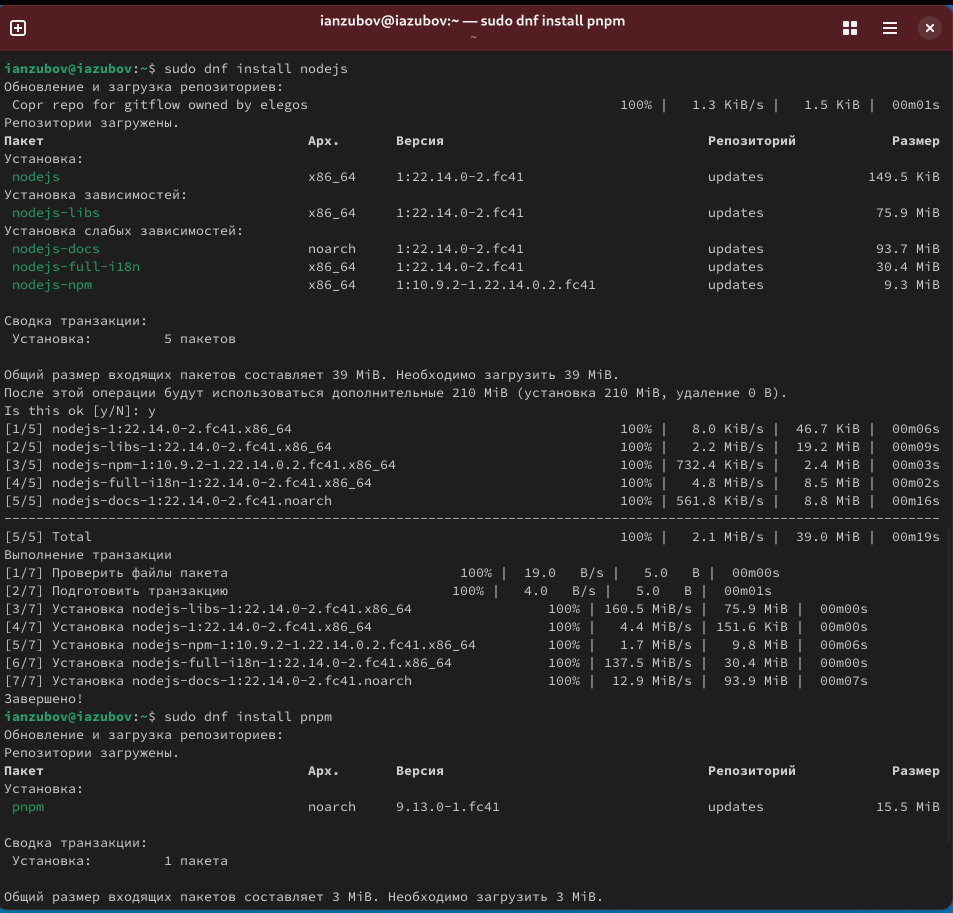 ianzubov@iazubov:~ — sudo dnf install pnpm
~
ianzubov@iazubov:~$ sudo dnf install nodejs
Обновление и загрузка репозиториев:
Copr repo for gitflow owned by elegos 100% | 1.3 KiB/s | 1.5 KiB | 00m01s
Репозитории загружены.
Пакет Арх. Версия Репозиторий Размер
Установка:
nodejs x86_64 1:22.14.0-2.fc41 updates 149.5 KiB
Установка зависимостей:
nodejs-libs x86_64 1:22.14.0-2.fc41 updates 75.9 MiB
Установка слабых зависимостей:
nodejs-docs noarch 1:22.14.0-2.fc41 updates 93.7 MiB
nodejs-full-i18n x86_64 1:22.14.0-2.fc41 updates 30.4 MiB
nodejs-npm x86_64 1:10.9.2-1.22.14.0.2.fc41 updates 9.3 MiB
Сводка транзакции:
Установка: 5 пакетов
Общий размер входящих пакетов составляет 39 MiB. Необходимо загрузить 39 MiB.
После этой операции будут использоваться дополнительные 210 MiB (установка 210 MiB, удаление 0 B).
Is this ok [y/N]: y
[1/5] nodejs-1:22.14.0-2.fc41.x86_64 100% | 8.0 KiB/s | 46.7 KiB | 00m06s
[2/5] nodejs-libs-1:22.14.0-2.fc41.x86_64 100% | 2.2 MiB/s | 19.2 MiB | 00m09s
[3/5] nodejs-npm-1:10.9.2-1.22.14.0.2.fc41.x86_64 100% | 732.4 KiB/s | 2.4 MiB | 00m03s
[4/5] nodejs-full-i18n-1:22.14.0-2.fc41.x86_64 100% | 4.8 MiB/s | 8.5 MiB | 00m02s
[5/5] nodejs-docs-1:22.14.0-2.fc41.noarch 100% | 561.8 KiB/s | 8.8 MiB | 00m16s
---------------------------------------------------------------------------------------------------------------------
[5/5] Total 100% | 2.1 MiB/s | 39.0 MiB | 00m19s
Выполнение транзакции
[1/7] Проверить файлы пакета 100% | 19.0 B/s | 5.0 B | 00m00s
[2/7] Подготовить транзакцию 100% | 4.0 B/s | 5.0 B | 00m01s
[3/7] Установка nodejs-libs-1:22.14.0-2.fc41.x86_64 100% | 160.5 MiB/s | 75.9 MiB | 00m00s
[4/7] Установка nodejs-1:22.14.0-2.fc41.x86_64 100% | 4.4 MiB/s | 151.6 KiB | 00m00s
[5/7] Установка nodejs-npm-1:10.9.2-1.22.14.0.2.fc41.x86_64 100% | 1.7 MiB/s | 9.8 MiB | 00m06s
[6/7] Установка nodejs-full-i18n-1:22.14.0-2.fc41.x86_64 100% | 137.5 MiB/s | 30.4 MiB | 00m00s
[7/7] Установка nodejs-docs-1:22.14.0-2.fc41.noarch 100% | 12.9 MiB/s | 93.9 MiB | 00m07s
Завершено!
ianzubov@iazubov:~$ sudo dnf install pnpm
Обновление и загрузка репозиториев:
Репозитории загружены.
Пакет Арх. Версия Репозиторий Размер
Установка:
pnpm noarch 9.13.0-1.fc41 updates 15.5 MiB
Сводка транзакции:
Установка: 1 пакета
Общий размер входящих пакетов составляет 3 MiB. Необходимо загрузить 3 MiB.